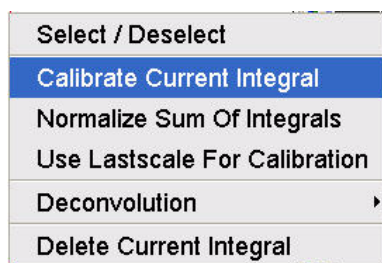 Select / Deselect
Calibrate Current Integral
Normalize Sum Of Integrals
Use Lastscale For Calibration
Deconvolution
Delete Current Integral